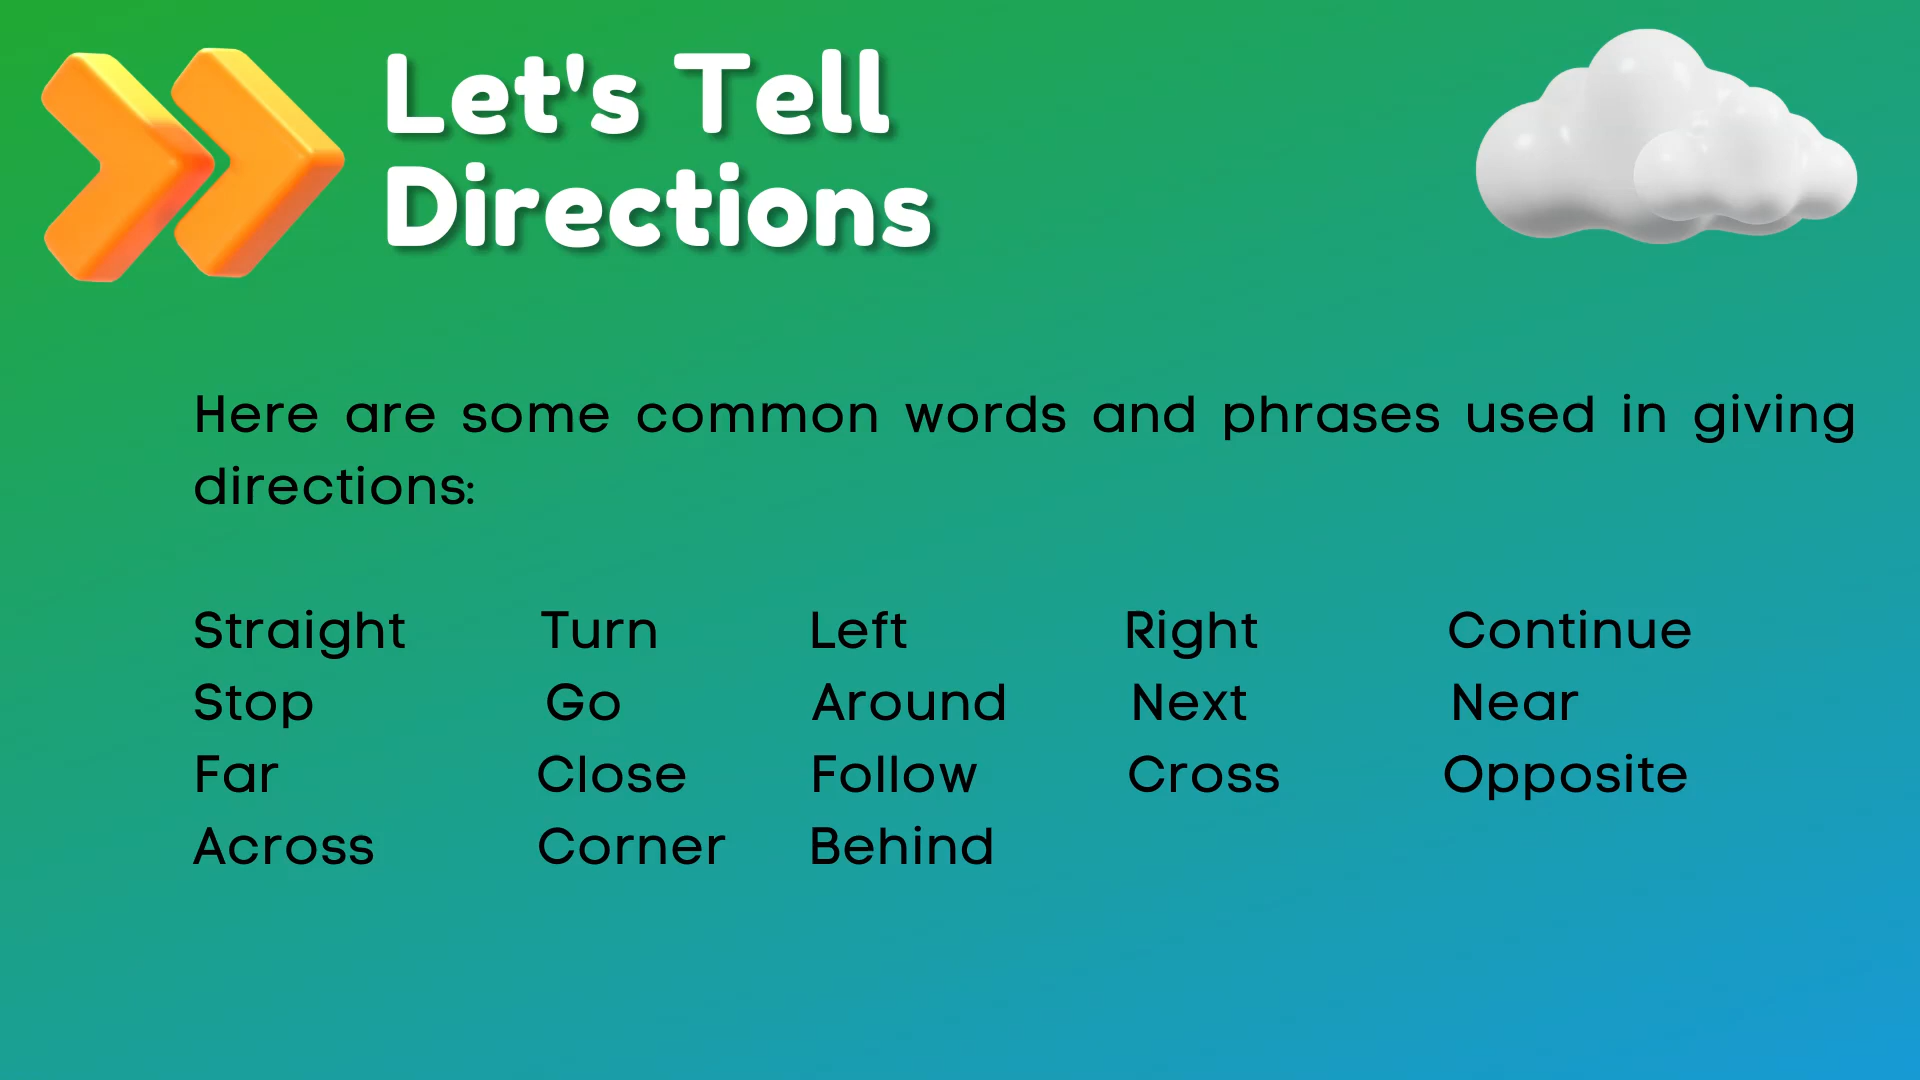 Let's Tell
Directions
Here are some common words and phrases used in giving
directions:
Straight Turn Left Right Continue
Stop Go Around Next Near
Far Close Follow Cross Opposite
Across Corner Behind